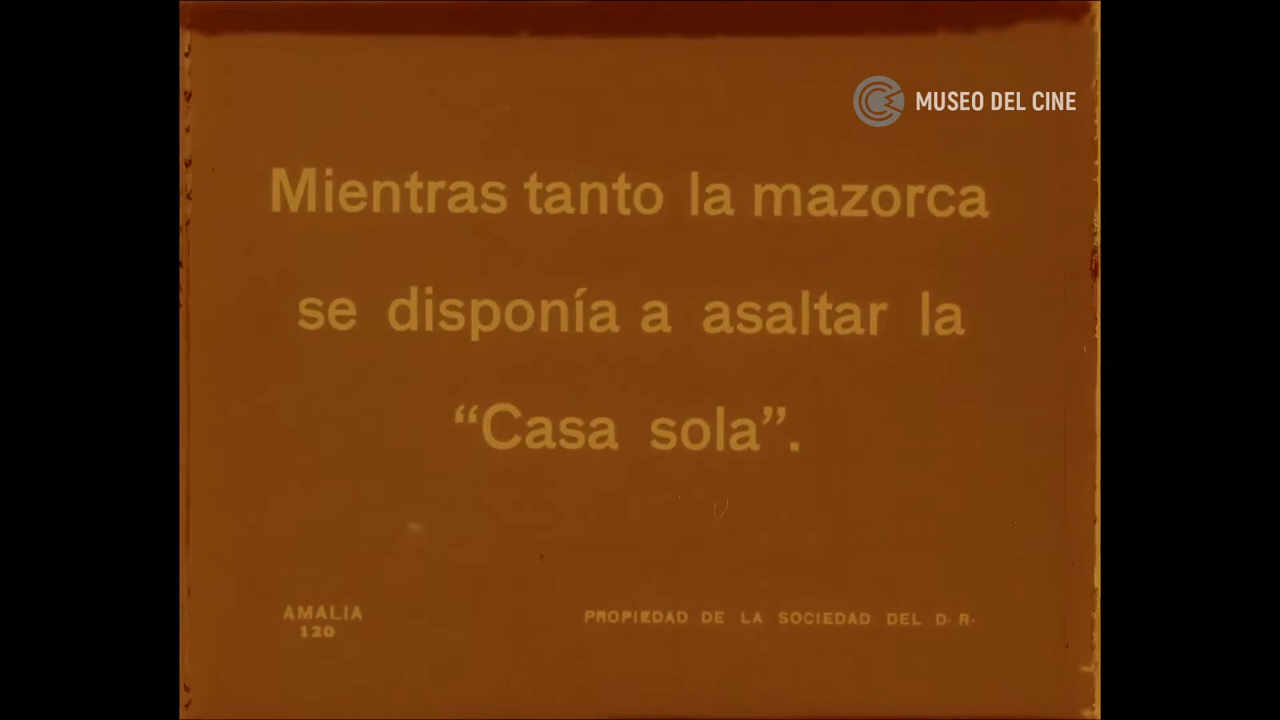 MUSEO DEL CINE
Mientras tanto la mazorca
se disponía a asaltar la
“Casa sola”.
AMALIA
120
PROPIEDAD DE LA SOCIEDAD DEL D. R.